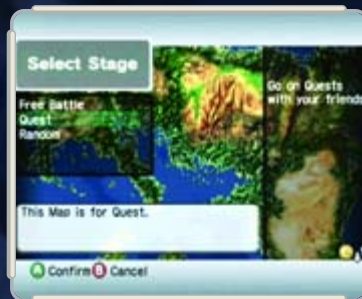 Select Stage
Free Battle
Quest
Random
Go on Quests
with your friends
This Map is for Quest.
A Confirm B Cancel